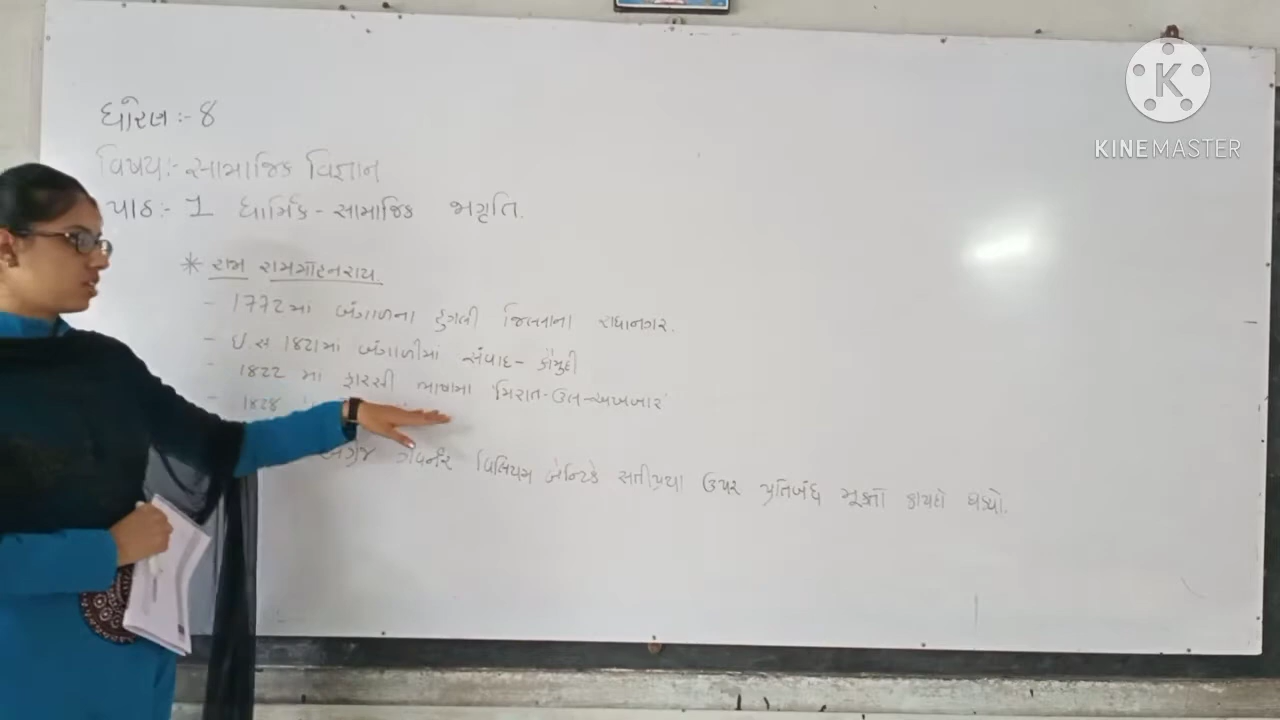 ધોરણ :- 8
વિષય:- સામાજિક વિજ્ઞાન
પાઠ :- 1 ધાર્મિક - સામાજિક જાગૃતિ.
* રાજા રામમોહનરાય.
- 1772માં બંગાળના હુગલી જિલ્લાના રાધાનગર.
- ઈ.સ 1821માં બંગાળીમાં સંવાદ - કૌમુદી
- 1822 માં ફારસી ભાષામાં 'મિરાત-ઉલ-અખબાર'
- 1828
અંગ્રેજ ગવર્નર વિલિયમ બેન્ટિકે સતીપ્રથા ઉપર પ્રતિબંધ મૂકતો કાયદો ઘડ્યો.
K
KINEMASTER